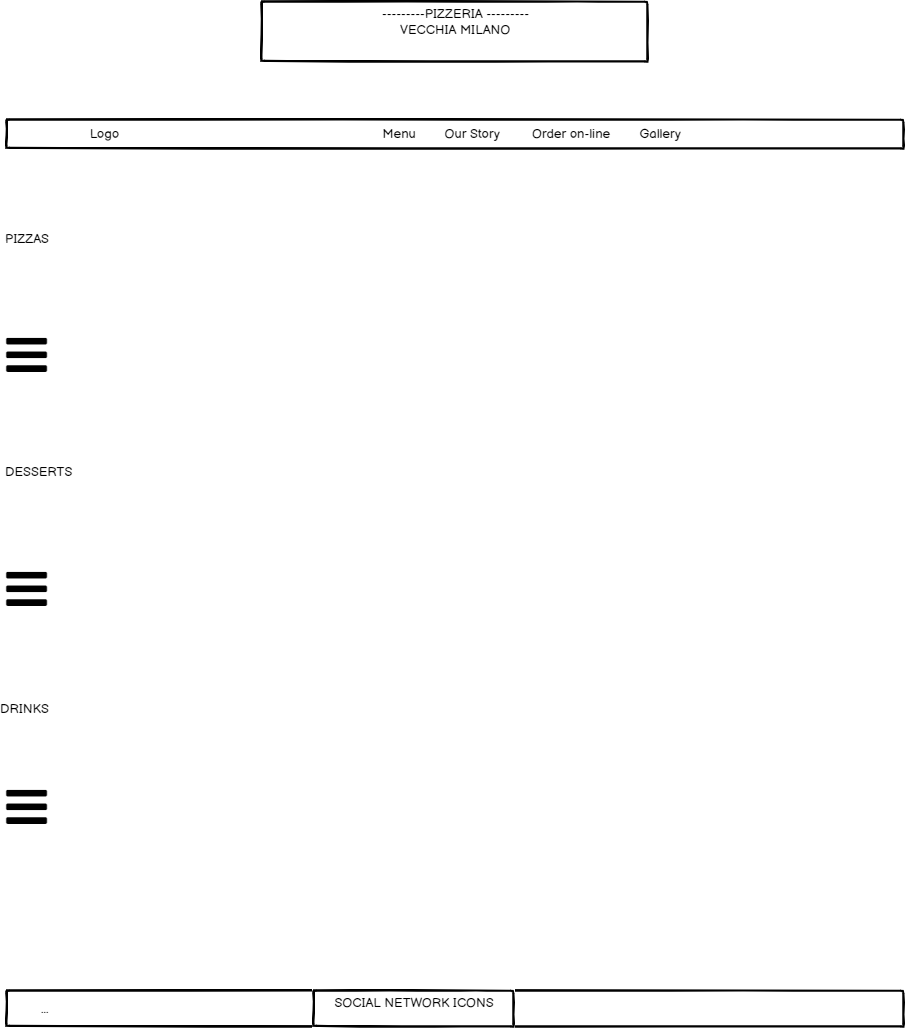 ---------PIZZERIA ---------
VECCHIA MILANO
Logo Menu Our Story Order on-line Gallery
PIZZAS
DESSERTS
DRINKS
...
SOCIAL NETWORK ICONS